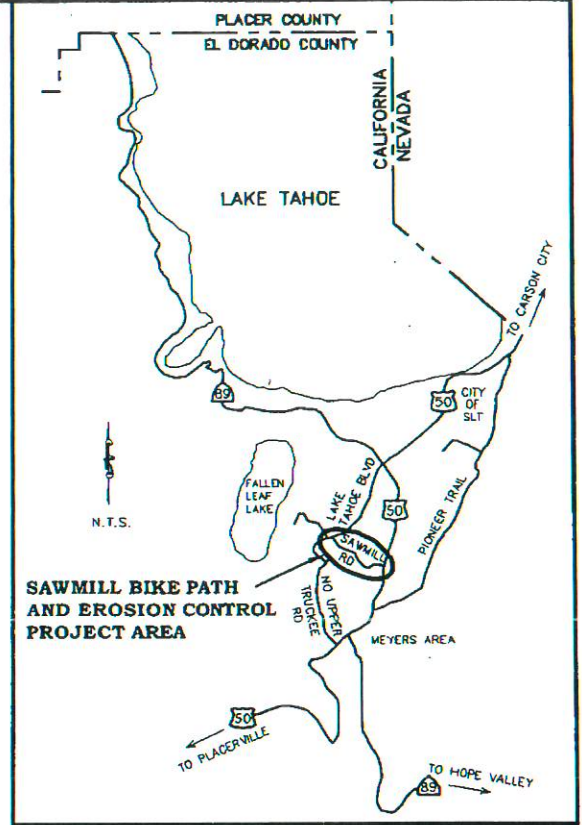 PLACER COUNTY
EL DORADO COUNTY
CALIFORNIA
NEVADA
LAKE TAHOE
TO CARSON CITY
89
50
CITY
OF
SLT
FALLEN
LEAF
LAKE
N.T.S.
LAKE
TAHOE BLVD
50
PIONEER TRAIL
SAWMILL
RD
SAWMILL BIKE PATH
AND EROSION CONTROL
PROJECT AREA
NO UPPER
TRUCKEE
RD
MEYERS AREA
50
TO PLACERVILLE
TO HOPE VALLEY
89